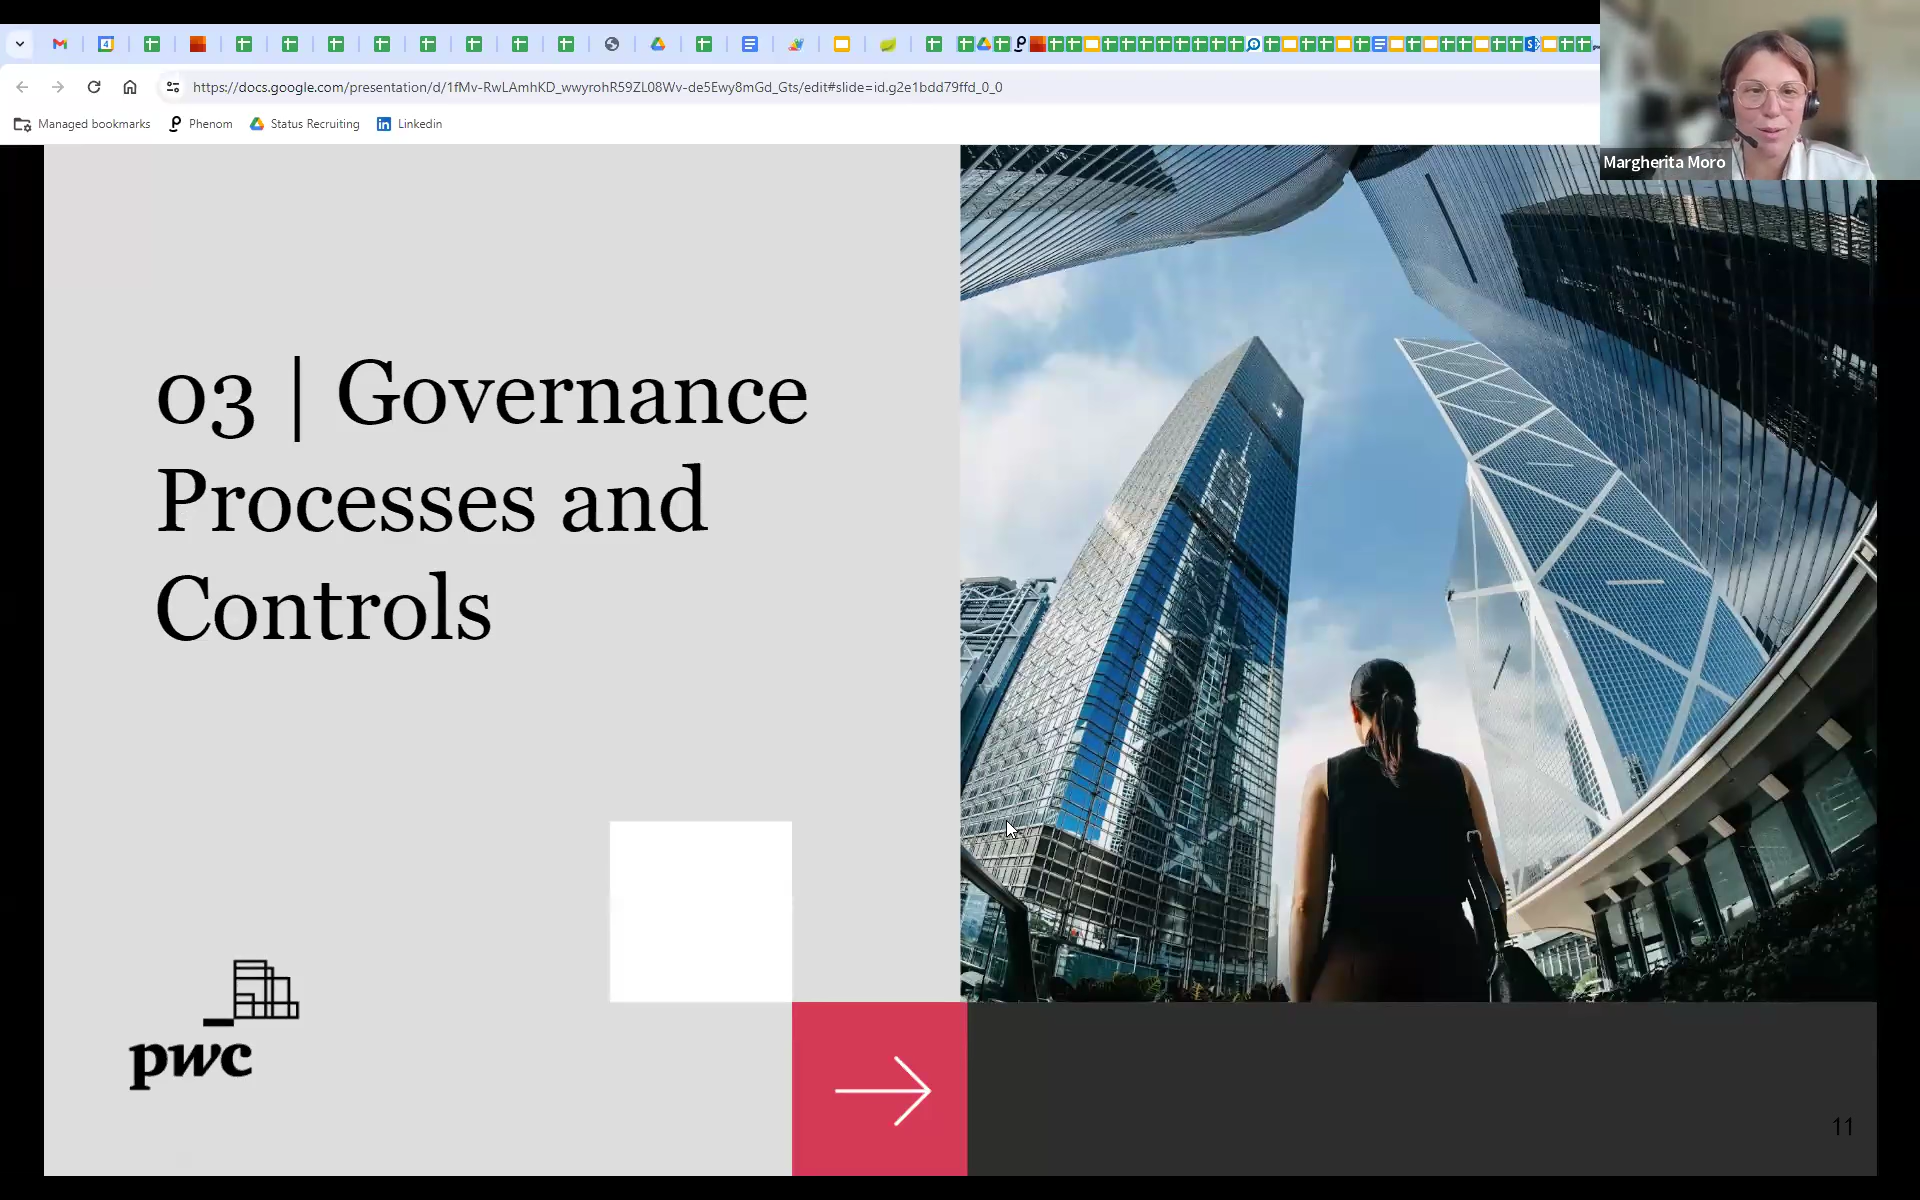 https://docs.google.com/presentation/d/1fMv-RwLAmhKD_wwyrohR59ZL08Wv-de5Ewy8mGd_Gts/edit#slide=id.g2e1bdd79ffd_0_0
Managed bookmarks Phenom Status Recruiting Linkedin
Margherita Moro
03 | Governance
Processes and
Controls
pwc
11